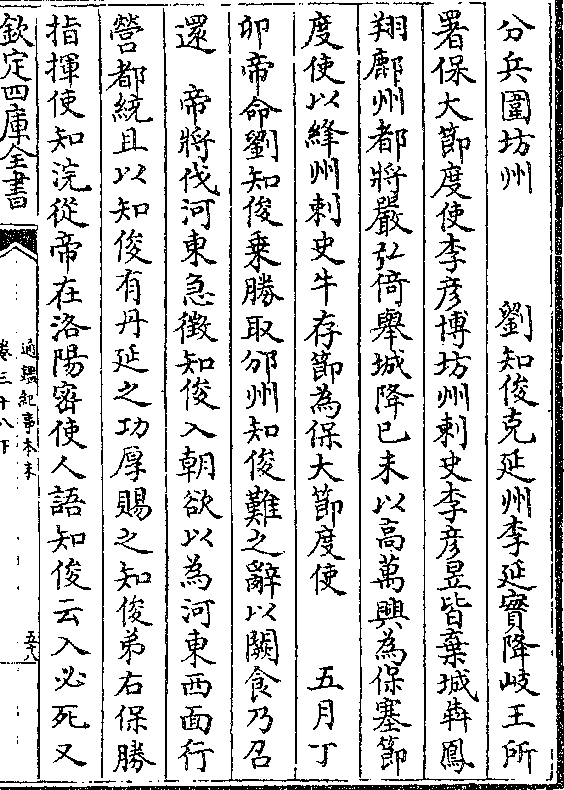 分兵圍坊州　劉知俊克延州李延實降岐王所
署保大節度使李彦博坊州刺史李彦昱皆棄城奔鳳
翔鄜州都將嚴弘倚舉城降已未以高萬興為保塞節
度使以絳州刺史牛存節為保大節度使　五月丁
卯帝命劉知俊乗勝取邠州知俊難之辭以闕食乃召
還　帝將伐河東急徴知俊入朝欲以為河東西面行
營都統且以知俊有丹延之功厚賜之知俊弟右保勝
指揮使知浣從帝在洛陽密使人語知俊云入必死又
欽定四庫全書
通鑑紀事本末
卷三十八下
五十八